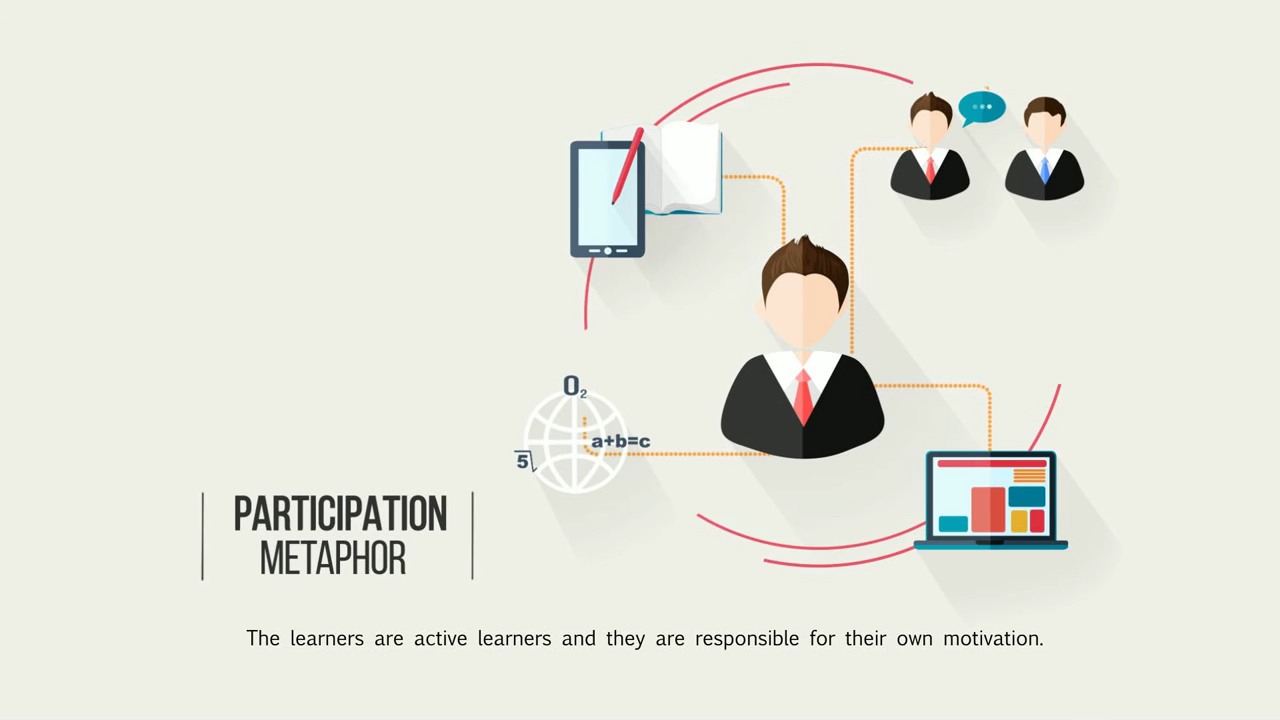 O₂
a+b=c
5
PARTICIPATION
METAPHOR
The learners are active learners and they are responsible for their own motivation.